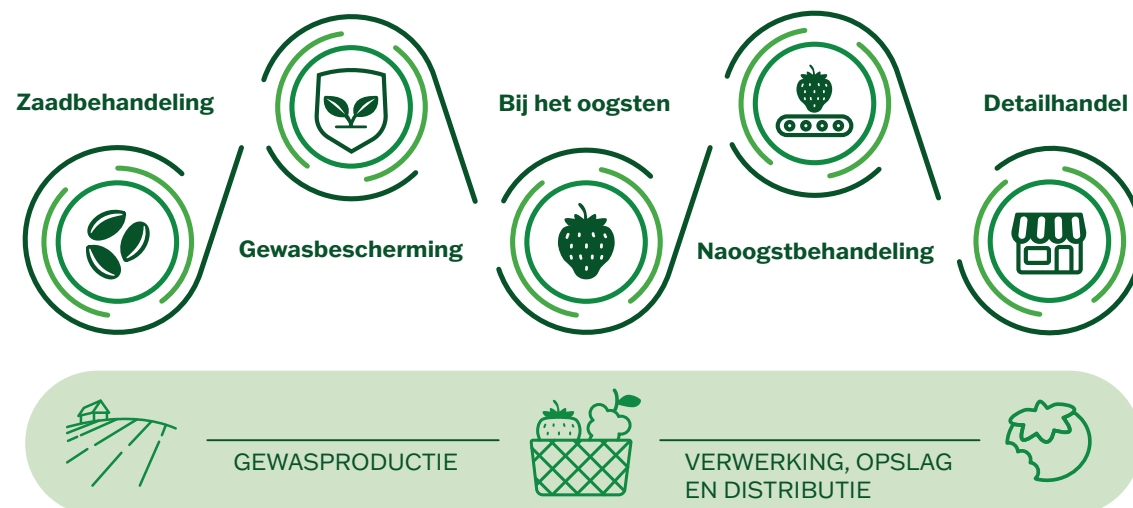 Zaadbehandeling
Gewasbescherming
Bij het oogsten
Naoogstbehandeling
Detailhandel
GEWASPRODUCTIE
VERWERKING, OPSLAG
EN DISTRIBUTIE